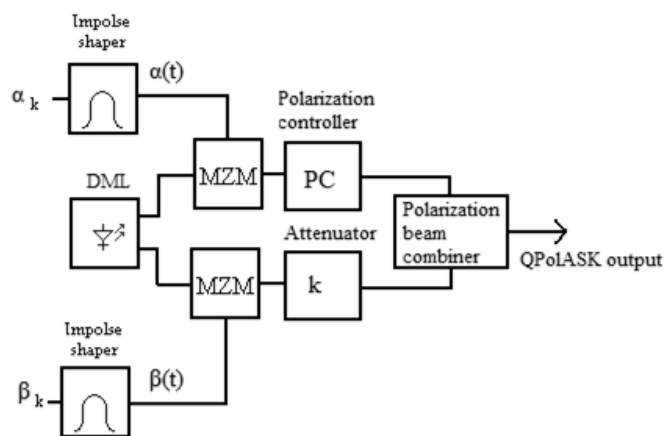 Impolse
shaper
α k
α(t)
Polarization
controller
DML
MZM
PC
Polarization
beam
combiner
Attenuator
QPolASK output
MZM
k
Impolse
shaper
β k
β(t)